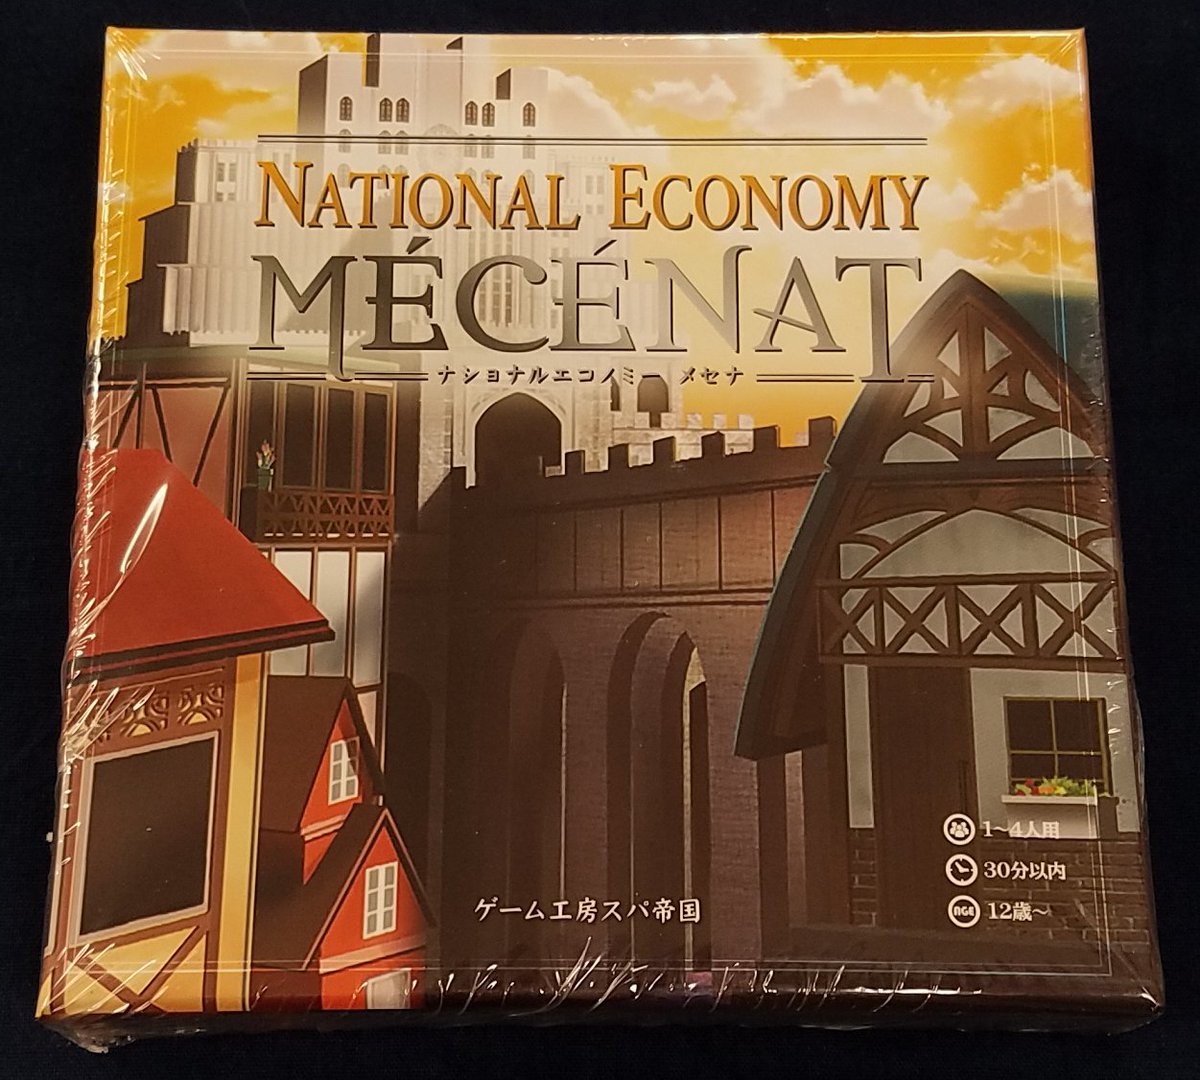 NATIONAL ECONOMY
MÉCÉNAT
ナショナルエコノミー メセナ
1～4人用
30分以内
AGE 12歳～
ゲーム工房スパ帝国